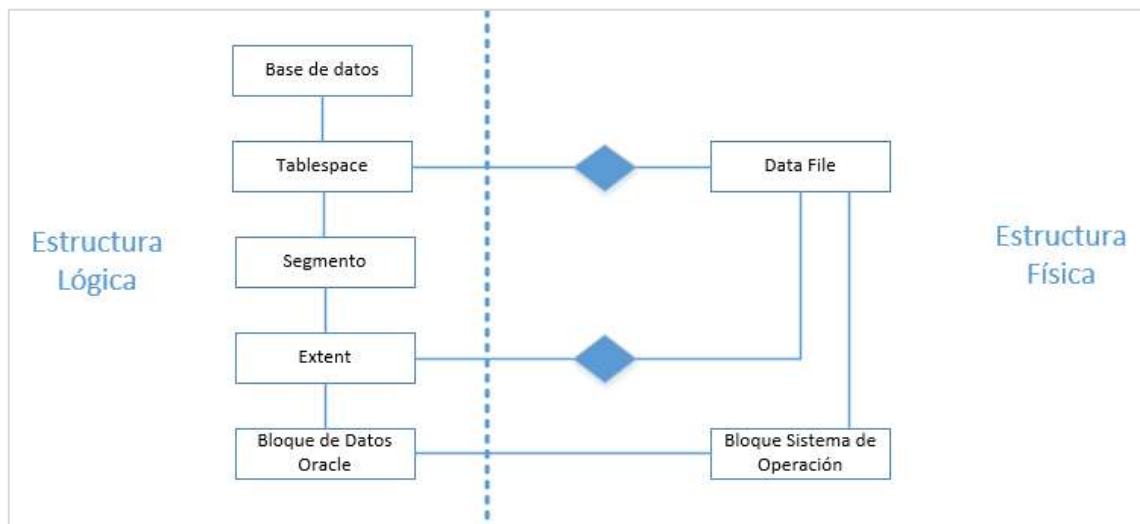 Base de datos
Tablespace
Data File
Estructura
Lógica
Segmento
Estructura
Física
Extent
Bloque de Datos
Oracle
Bloque Sistema de
Operación